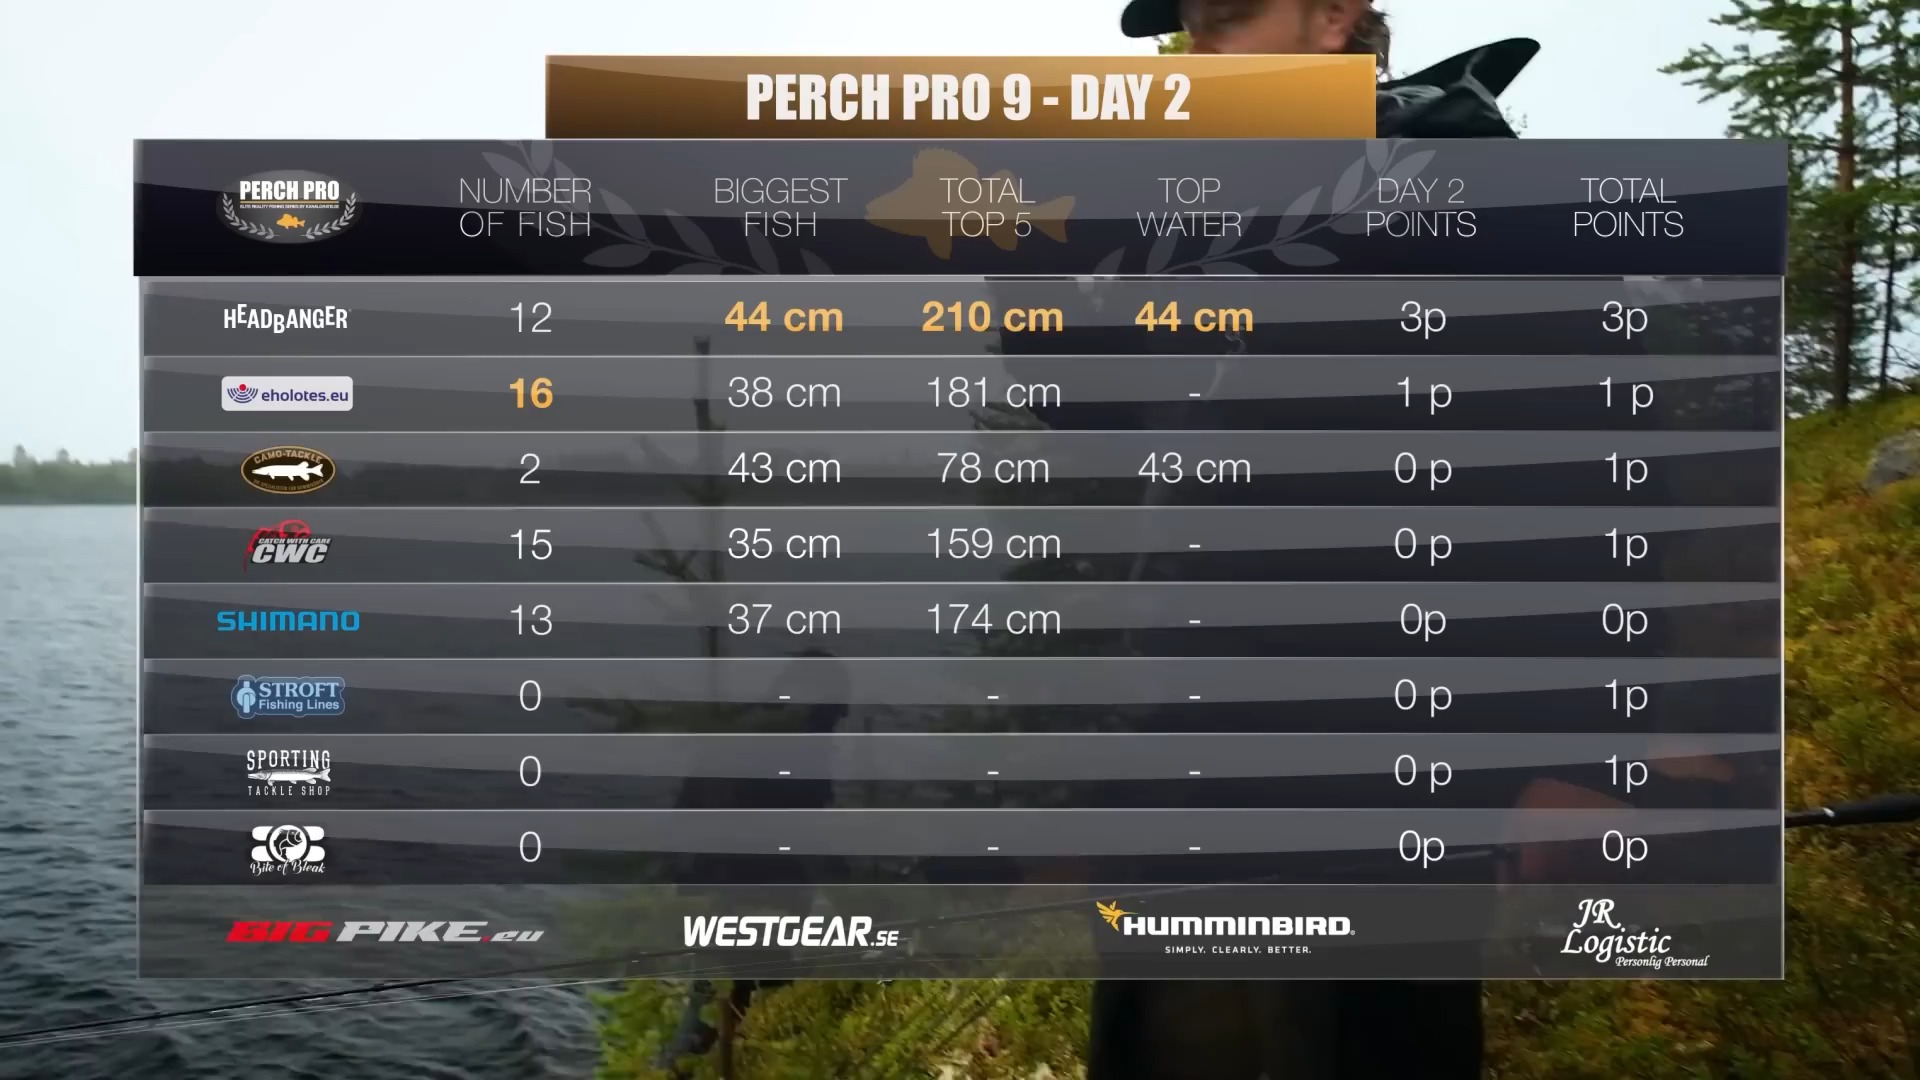 PERCH PRO 9 - DAY 2
PERCH PRO
NUMBER OF FISH
BIGGEST FISH
TOTAL TOP 5
TOP WATER
DAY 2 POINTS
TOTAL POINTS
HEADBANGER 12 44 cm 210 cm 44 cm 3p 3p
eholotes.eu 16 38 cm 181 cm - 1 p 1 p
CAMO-TACKLE 2 43 cm 78 cm 43 cm 0 p 1p
CATCH WITH CARE
CWC 15 35 cm 159 cm - 0 p 1p
SHIMANO 13 37 cm 174 cm - 0p 0p
STROFT
Fishing Lines 0 - - - 0 p 1p
SPORTING
TACKLE SHOP 0 - - - 0 p 1p
Bite of Bleak 0 - - - 0p 0p
BIG PIKE.eu
WESTGEAR.SE
HUMMINBIRD
SIMPLY. CLEARLY. BETTER.
JR
Logistic
Personlig Personal